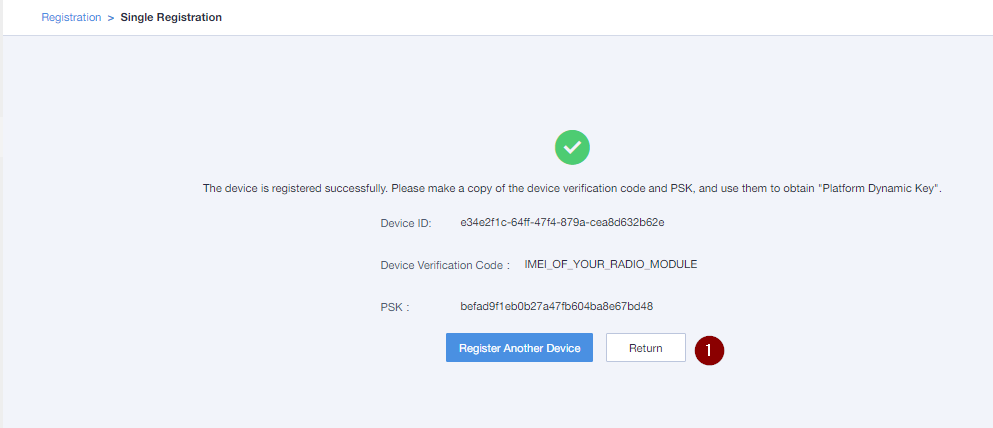 Registration > Single Registration
The device is registered successfully. Please make a copy of the device verification code and PSK, and use them to obtain "Platform Dynamic Key".
Device ID: e34e2f1c-64ff-47f4-879a-cea8d632b62e
Device Verification Code : IMEI_OF_YOUR_RADIO_MODULE
PSK : befad9f1eb0b27a47fb604ba8e67bd48
Register Another Device Return 1